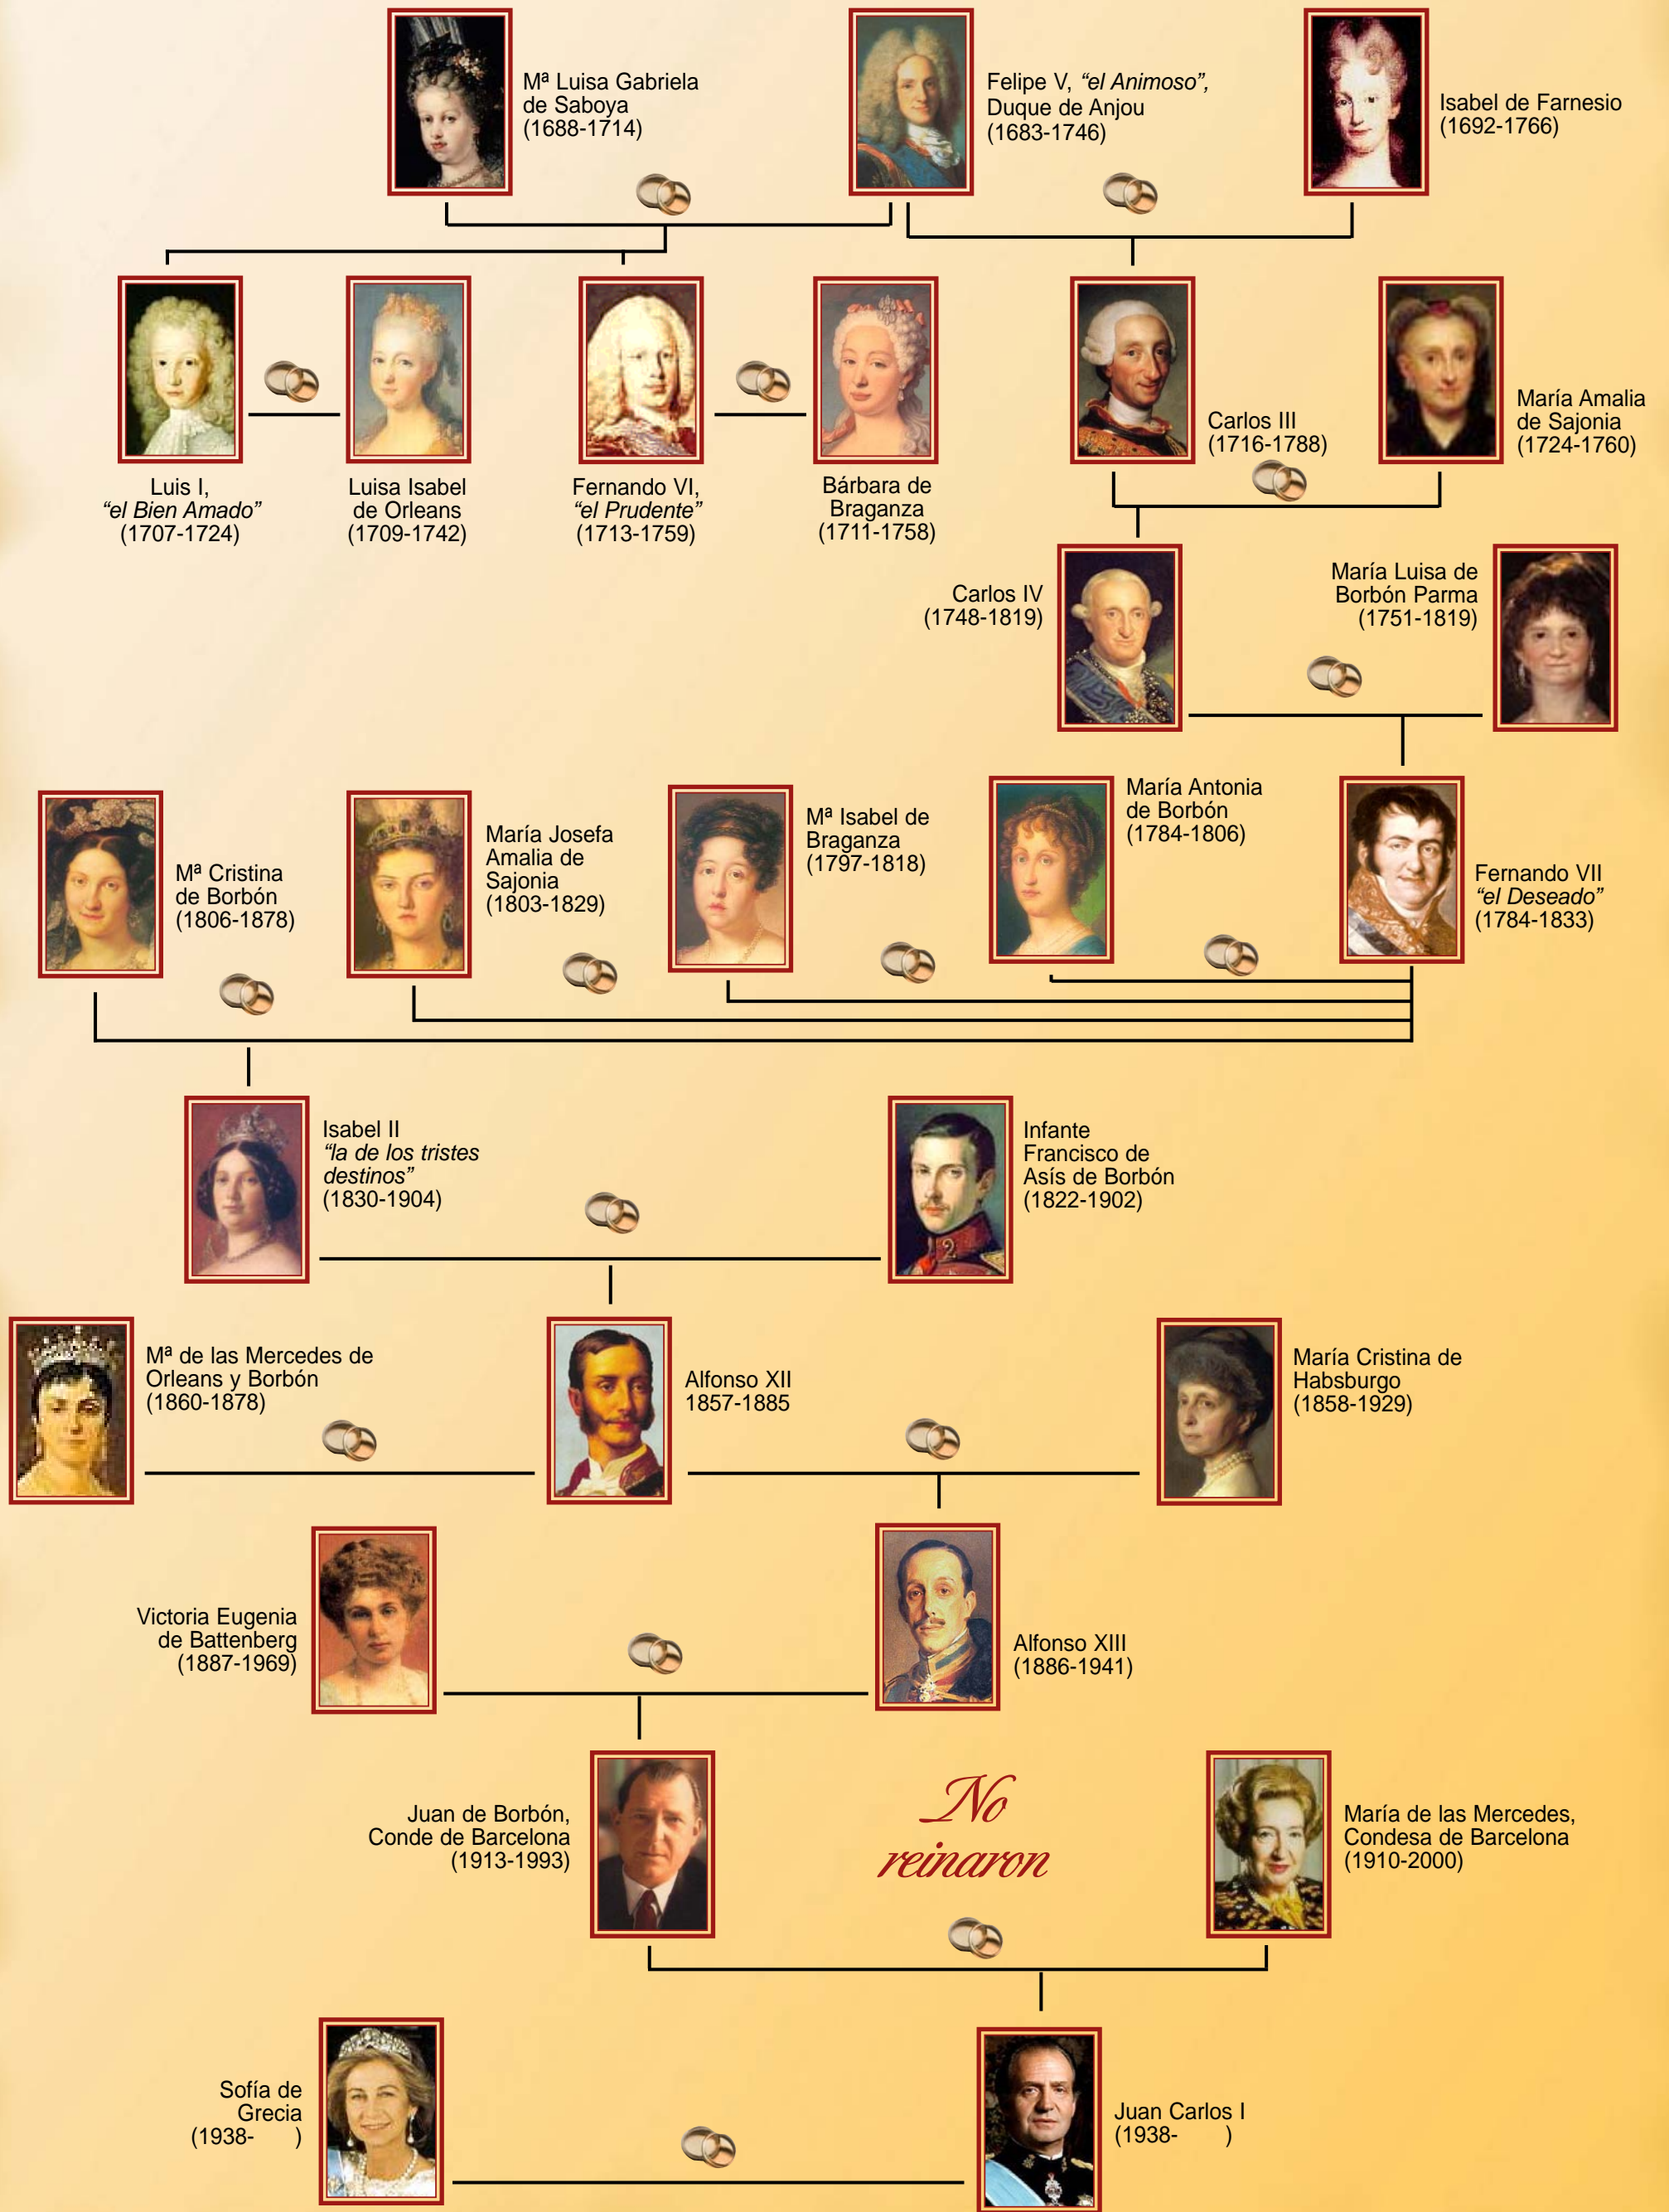 Mª Luisa Gabriela
de Saboya
(1688-1714)
Felipe V, “el Animoso”,
Duque de Anjou
(1683-1746)
Isabel de Farnesio
(1692-1766)
Luis I,
“el Bien Amado”
(1707-1724)
Luisa Isabel
de Orleans
(1709-1742)
Fernando VI,
“el Prudente”
(1713-1759)
Bárbara de
Braganza
(1711-1758)
Carlos III
(1716-1788)
María Amalia
de Sajonia
(1724-1760)
Carlos IV
(1748-1819)
María Luisa de
Borbón Parma
(1751-1819)
Mª Cristina
de Borbón
(1806-1878)
María Josefa
Amalia de
Sajonia
(1803-1829)
Mª Isabel de
Braganza
(1797-1818)
María Antonia
de Borbón
(1784-1806)
Fernando VII
“el Deseado”
(1784-1833)
Isabel II
“la de los tristes
destinos”
(1830-1904)
Infante
Francisco de
Asís de Borbón
(1822-1902)
Mª de las Mercedes de
Orleans y Borbón
(1860-1878)
Alfonso XII
1857-1885
María Cristina de
Habsburgo
(1858-1929)
Victoria Eugenia
de Battenberg
(1887-1969)
Alfonso XIII
(1886-1941)
Juan de Borbón,
Conde de Barcelona
(1913-1993)
No
reinaron
María de las Mercedes,
Condesa de Barcelona
(1910-2000)
Sofía de
Grecia
(1938- )
Juan Carlos I
(1938- )